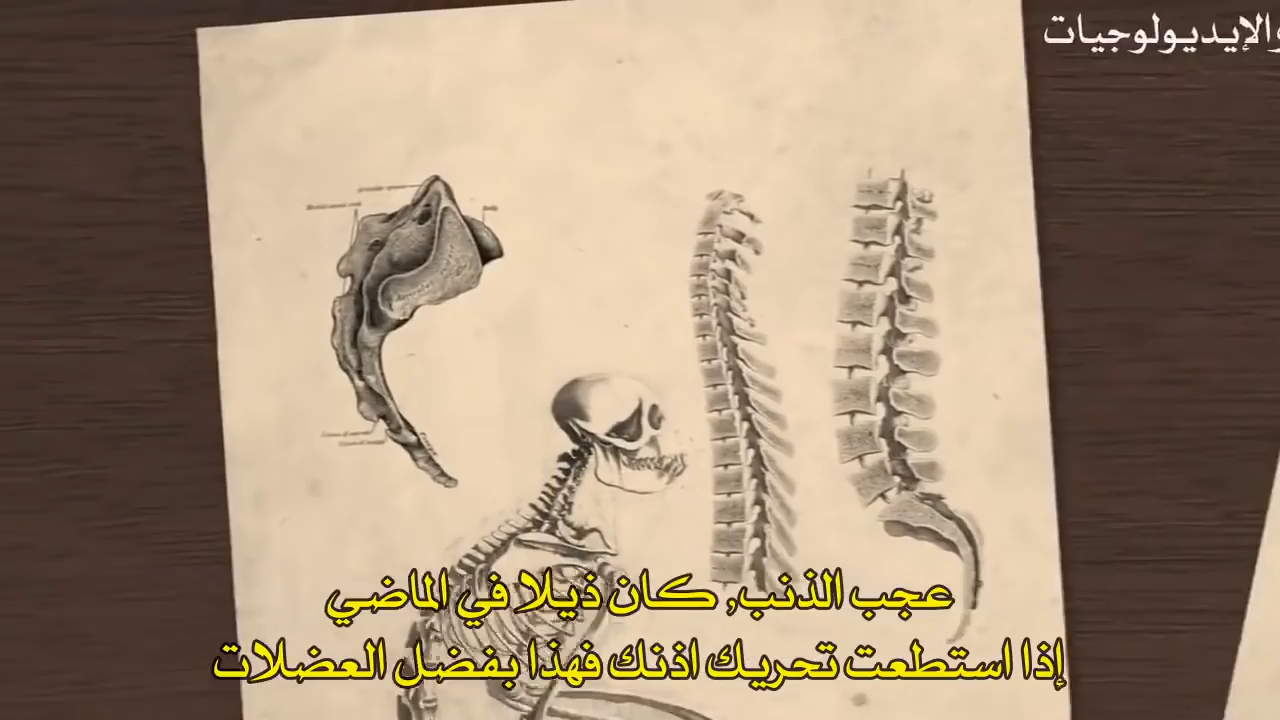 والإيديولوجيات
عجب الذنب, كان ذيلا في الماضي
إذا استطعت تحريك اذنك فهذا بفضل العضلات